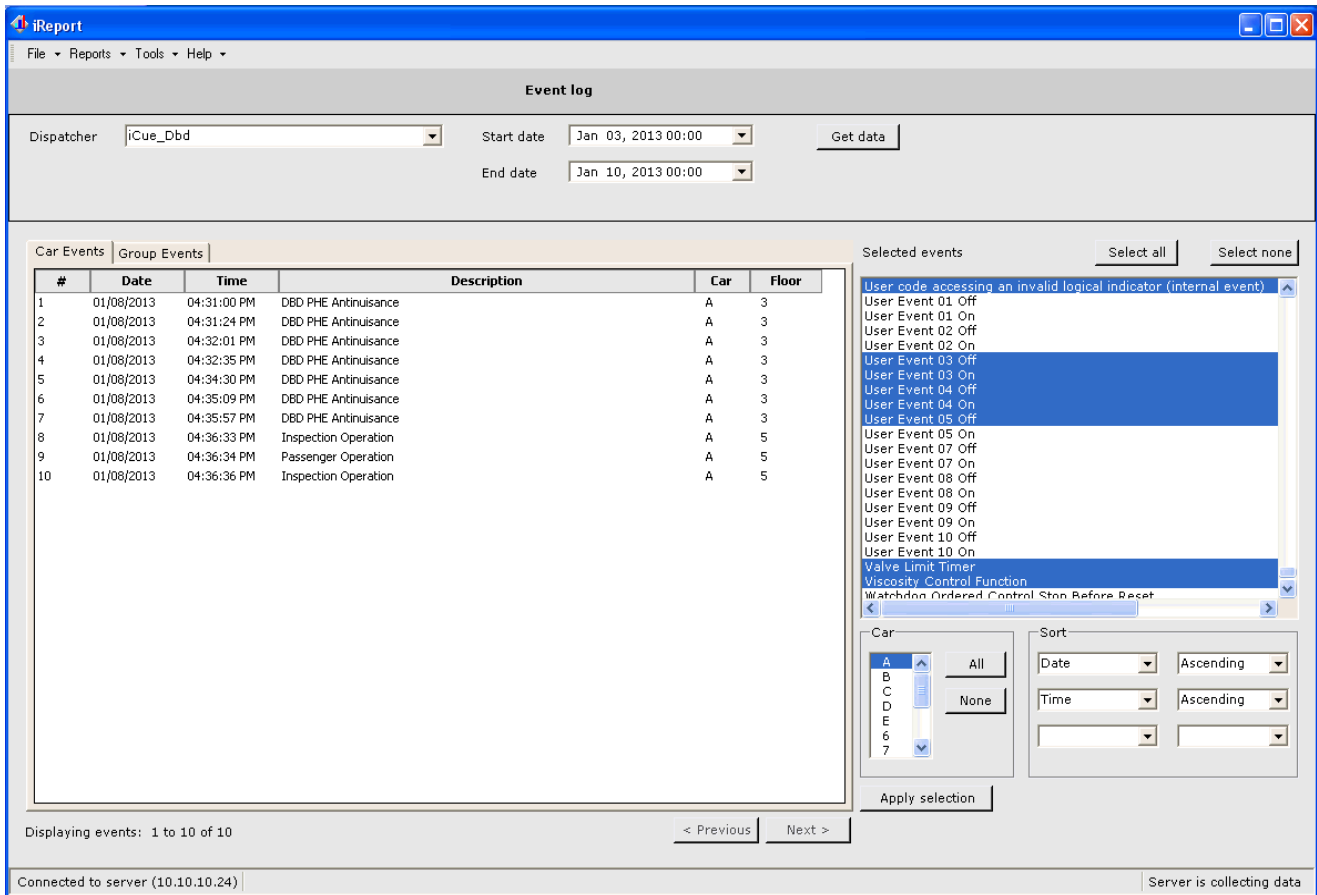 iReport
File Reports Tools Help
Event log
Dispatcher iCue_Dbd Start date Jan 03, 2013 00:00 Get data
End date Jan 10, 2013 00:00
Car Events Group Events
# Date Time Description Car Floor
1 01/08/2013 04:31:00 PM DBD PHE Antinuisance A 3
2 01/08/2013 04:31:24 PM DBD PHE Antinuisance A 3
3 01/08/2013 04:32:01 PM DBD PHE Antinuisance A 3
4 01/08/2013 04:32:35 PM DBD PHE Antinuisance A 3
5 01/08/2013 04:34:30 PM DBD PHE Antinuisance A 3
6 01/08/2013 04:35:09 PM DBD PHE Antinuisance A 3
7 01/08/2013 04:35:57 PM DBD PHE Antinuisance A 3
8 01/08/2013 04:36:33 PM Inspection Operation A 5
9 01/08/2013 04:36:34 PM Passenger Operation A 5
10 01/08/2013 04:36:36 PM Inspection Operation A 5
Displaying events: 1 to 10 of 10
< Previous Next >
Selected events Select all Select none
User code accessing an invalid logical indicator (internal event)
User Event 01 Off
User Event 01 On
User Event 02 Off
User Event 02 On
User Event 03 Off
User Event 03 On
User Event 04 Off
User Event 04 On
User Event 05 Off
User Event 05 On
User Event 07 Off
User Event 07 On
User Event 08 Off
User Event 08 On
User Event 09 Off
User Event 09 On
User Event 10 Off
User Event 10 On
Valve Limit Timer
Viscosity Control Function
Watchdog Ordered Control Stop Before Reset
Car
A
B
C
D
E
6
7
All
None
Sort
Date Ascending
Time Ascending
Apply selection
Connected to server (10.10.10.24) Server is collecting data